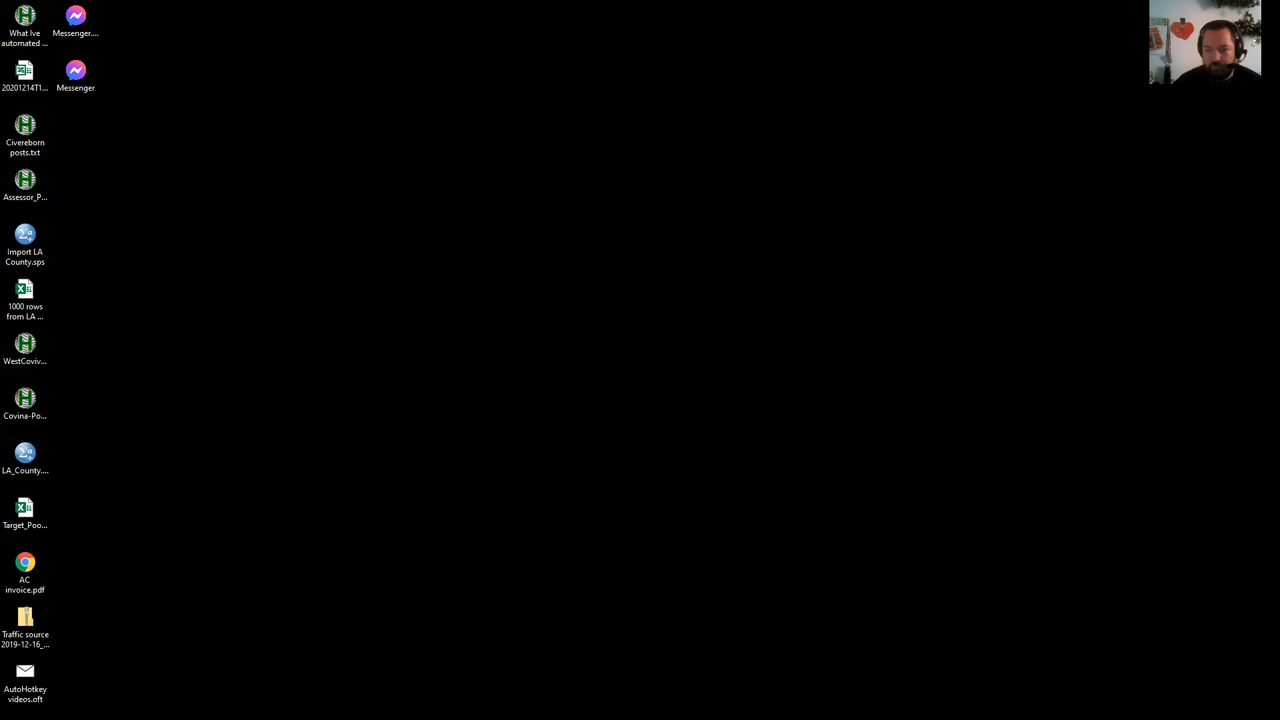 What Ive
automated ...
Messenger....
20201214T1...
Messenger
Civereborn
posts.txt
Assessor_P...
Import LA
County.sps
1000 rows
from LA ...
WestCoviv...
Covina-Po...
LA_County....
Target_Poo...
AC
invoice.pdf
Traffic source
2019-12-16_...
AutoHotkey
videos.oft